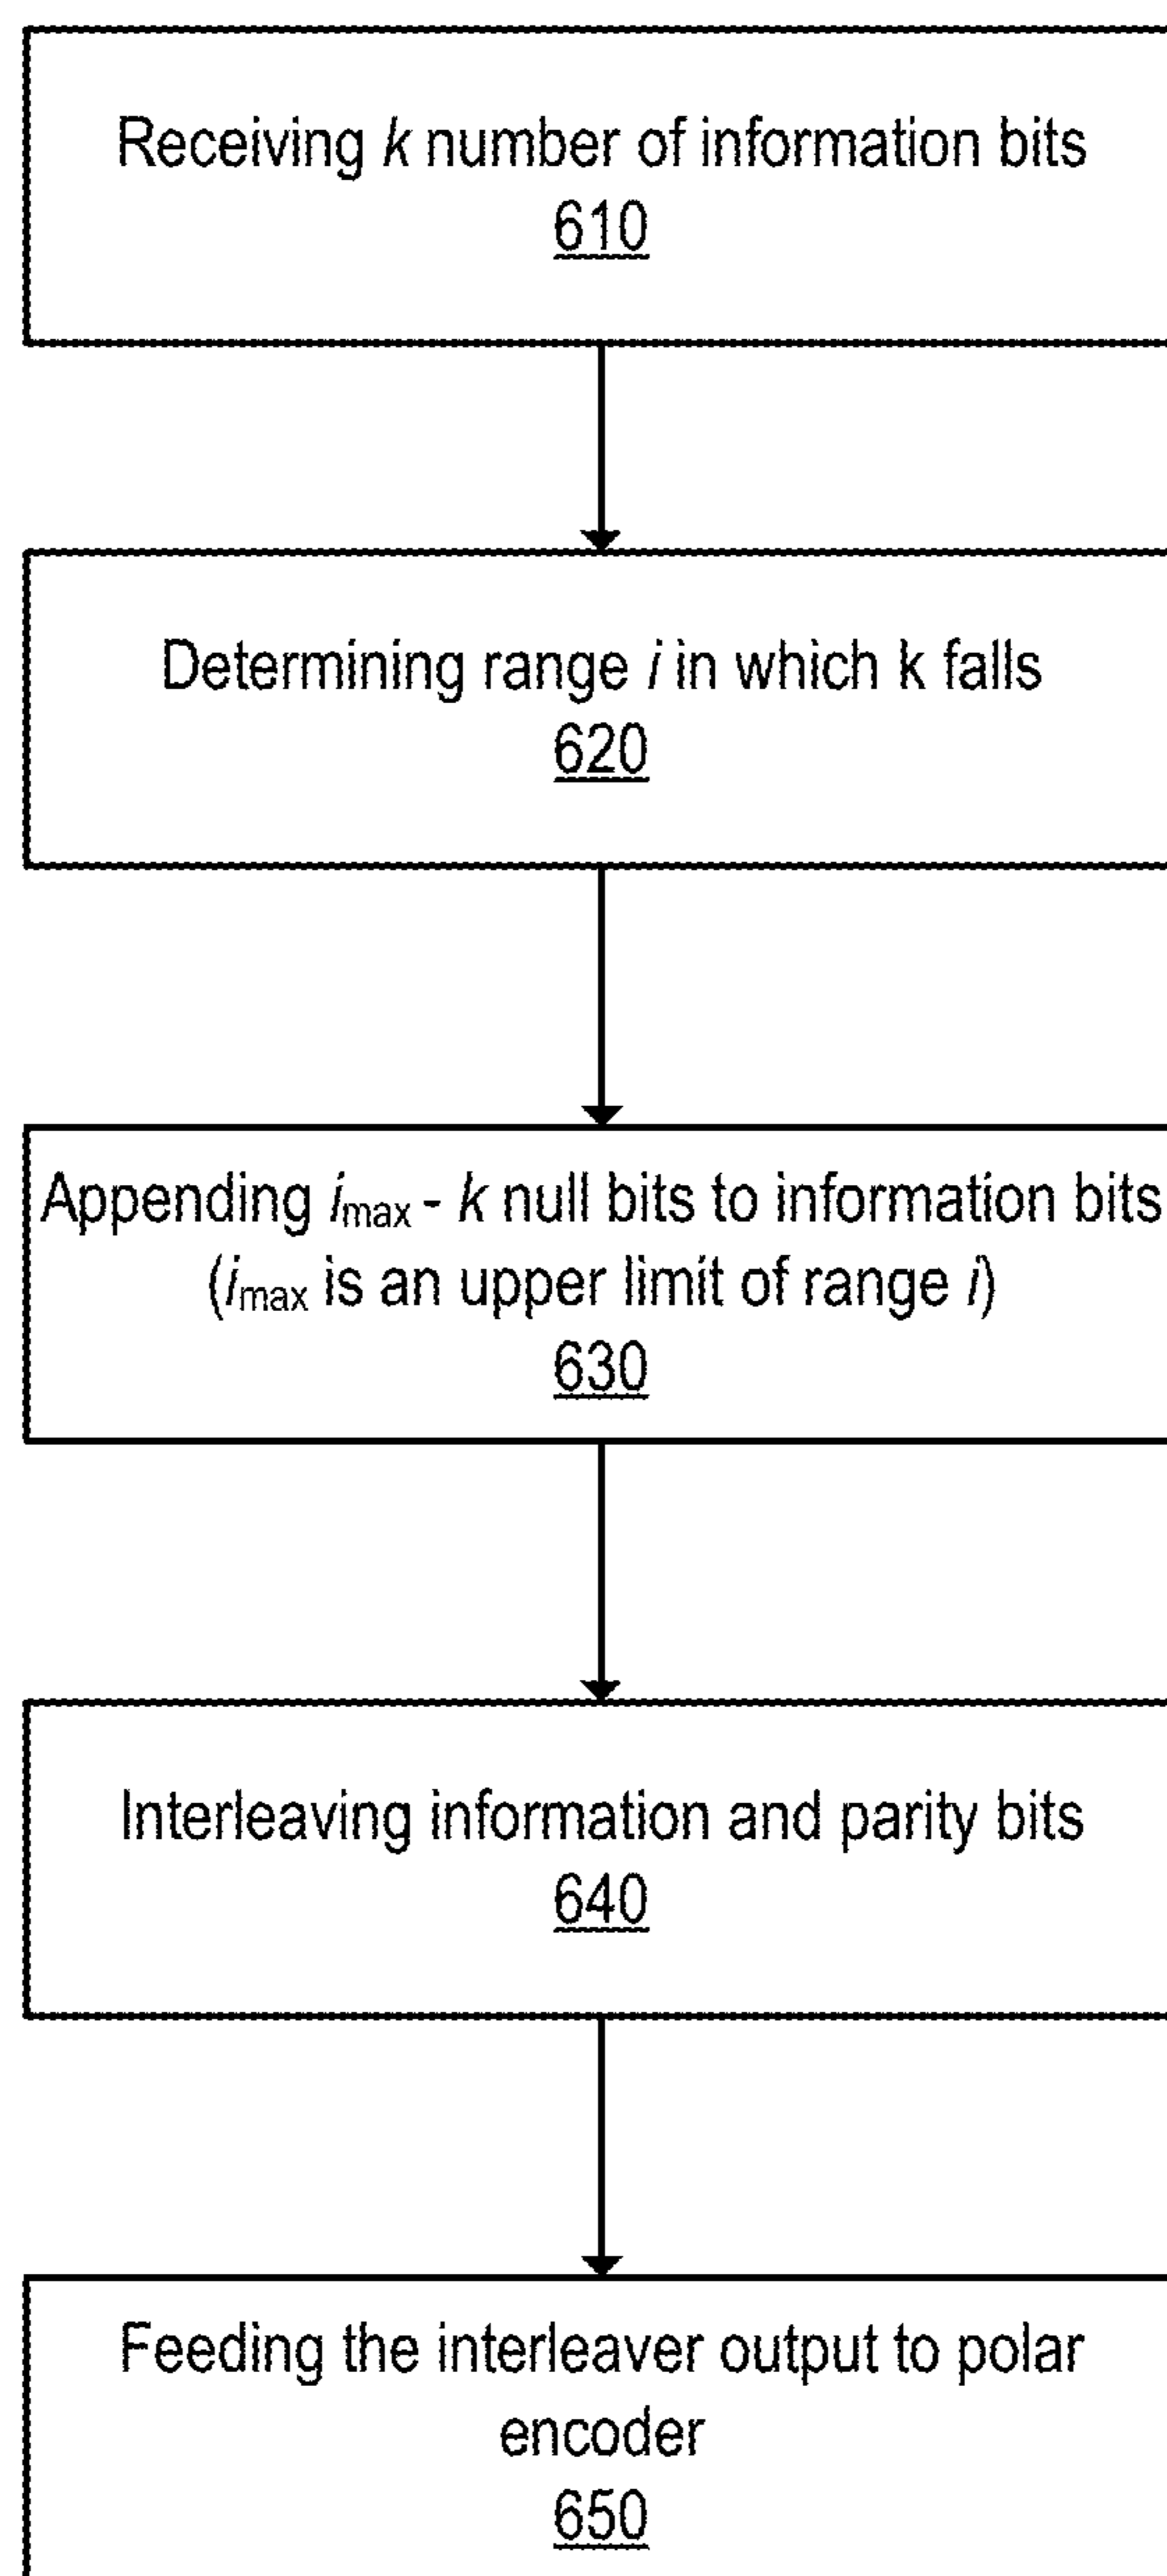 Receiving k number of information bits
610
Determining range i in which k falls
620
Appending imax - k null bits to information bits
(imax is an upper limit of range i)
630
Interleaving information and parity bits
640
Feeding the interleaver output to polar
encoder
650